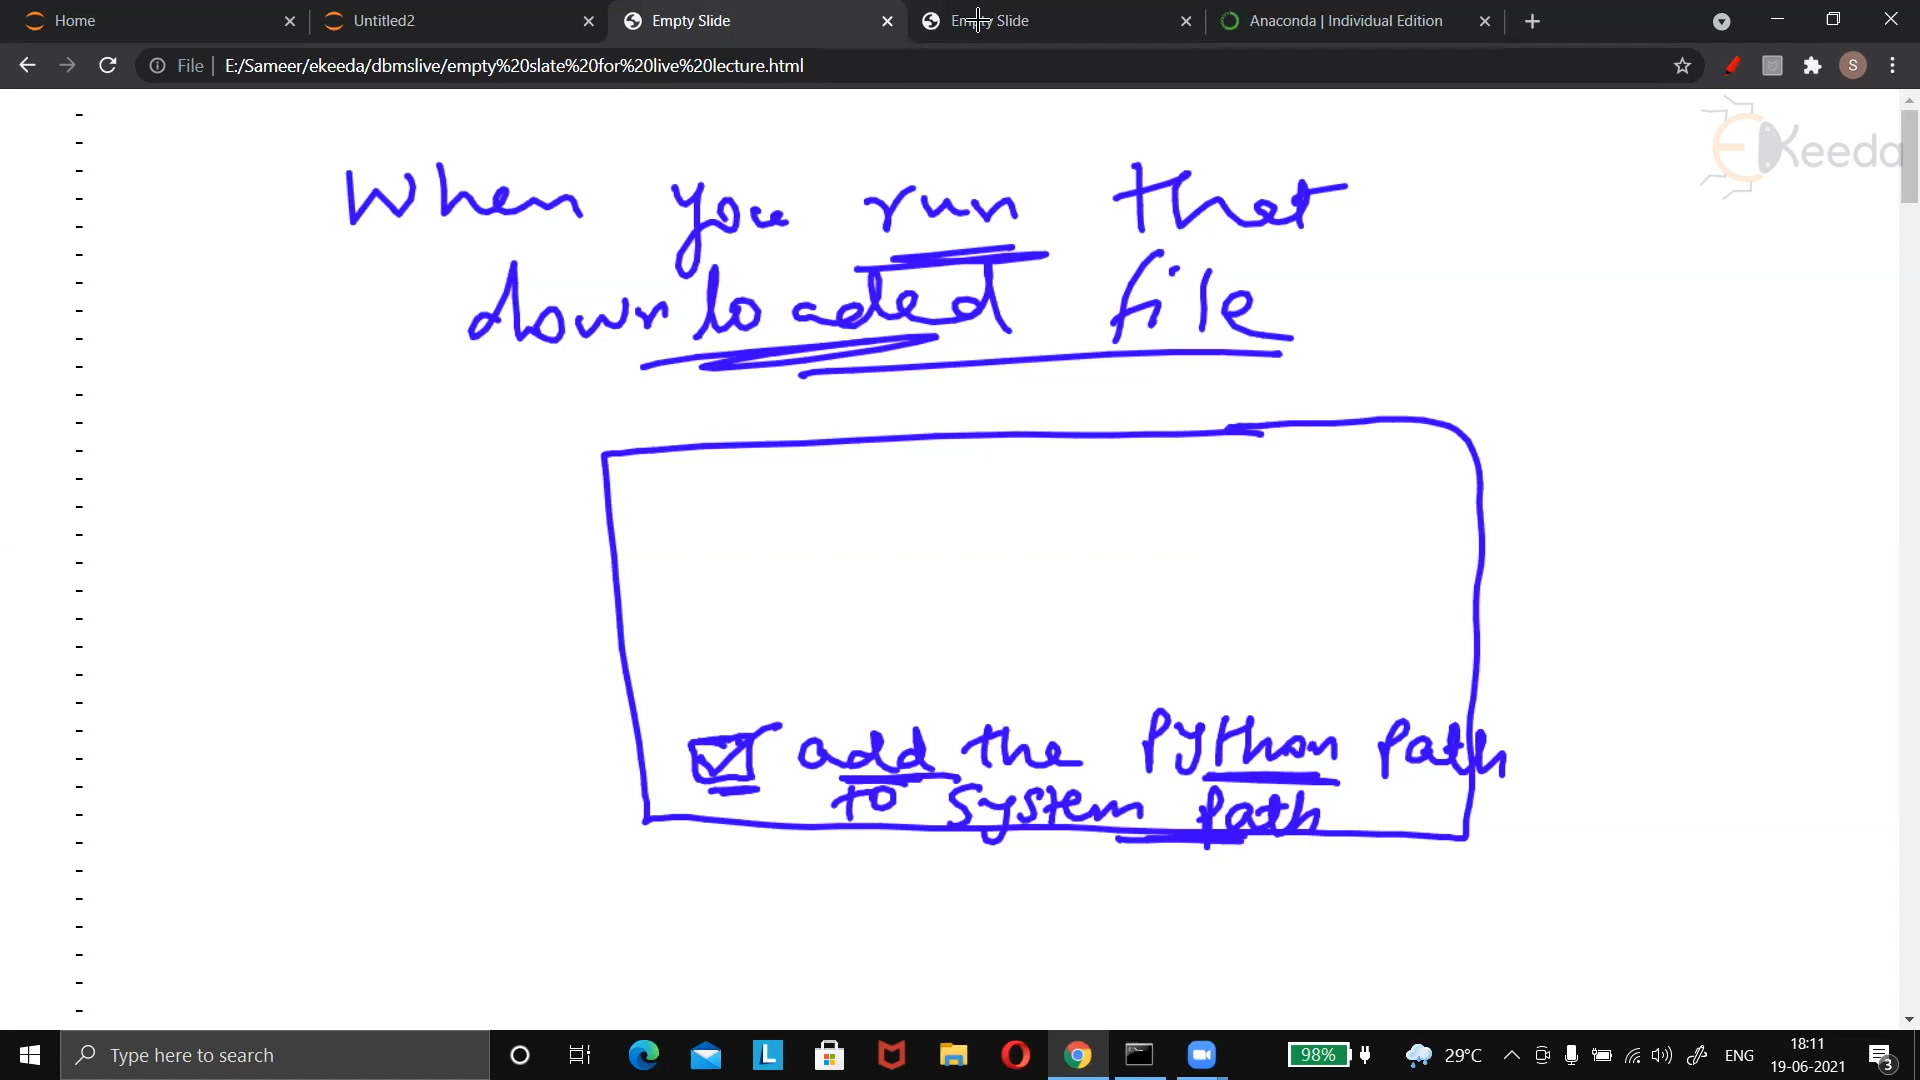 Home
Untitled2
Empty Slide
Empty Slide
Anaconda | Individual Edition
File
E:/Sameer/ekeeda/dbmslive/empty%20slate%20for%20live%20lecture.html
S
EKeeda
When you run that
downloaded file
add the Python Path
to system path
Type here to search
L
98%
29°C
ENG
18:11
19-06-2021
3